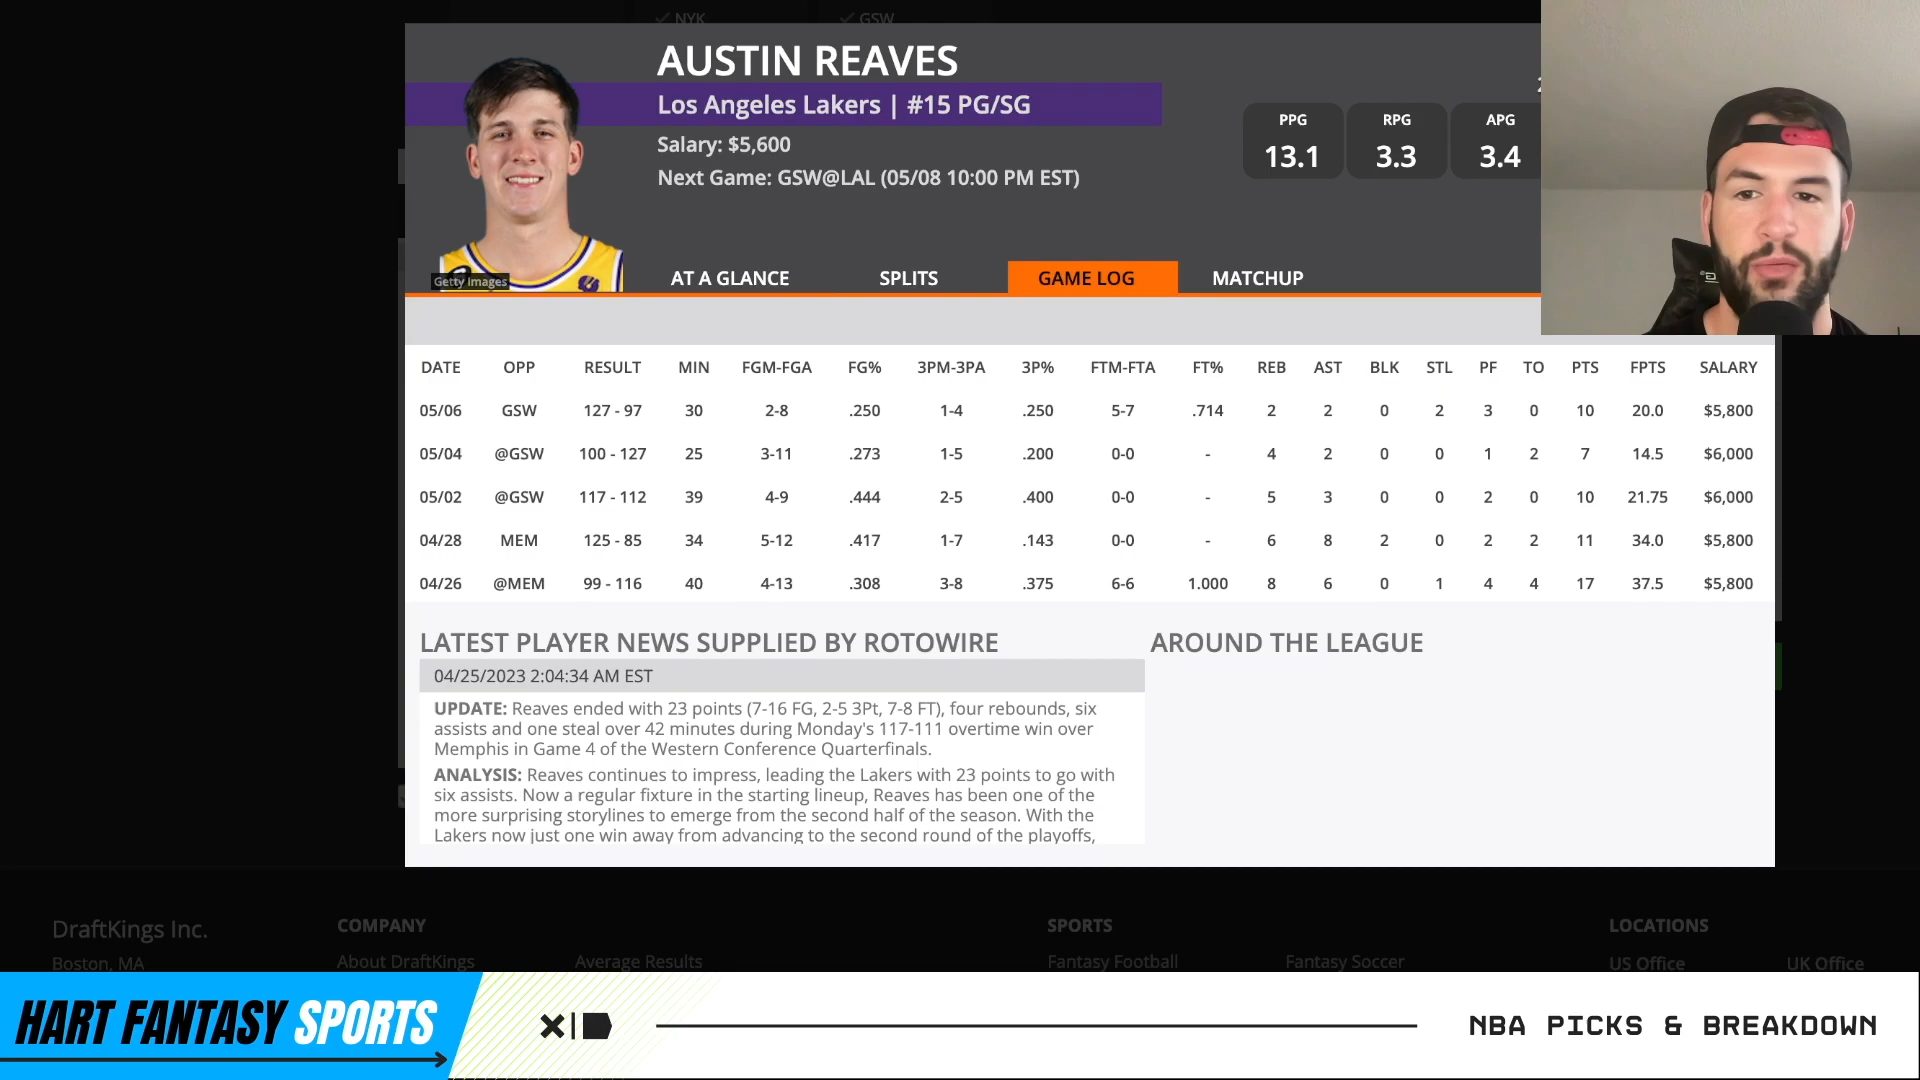 NYK
GSW
AUSTIN REAVES
Los Angeles Lakers | #15 PG/SG
Salary: $5,600
Next Game: GSW@LAL (05/08 10:00 PM EST)
PPG RPG APG
13.1 3.3 3.4
Getty Images
AT A GLANCE SPLITS GAME LOG MATCHUP
DATE OPP RESULT MIN FGM-FGA FG% 3PM-3PA 3P% FTM-FTA FT% REB AST BLK STL PF TO PTS FPTS SALARY
05/06 GSW 127 - 97 30 2-8 .250 1-4 .250 5-7 .714 2 2 0 2 3 0 10 20.0 $5,800
05/04 @GSW 100 - 127 25 3-11 .273 1-5 .200 0-0 - 4 2 0 0 1 2 7 14.5 $6,000
05/02 @GSW 117 - 112 39 4-9 .444 2-5 .400 0-0 - 5 3 0 0 2 0 10 21.75 $6,000
04/28 MEM 125 - 85 34 5-12 .417 1-7 .143 0-0 - 6 8 2 0 2 2 11 34.0 $5,800
04/26 @MEM 99 - 116 40 4-13 .308 3-8 .375 6-6 1.000 8 6 0 1 4 4 17 37.5 $5,800
LATEST PLAYER NEWS SUPPLIED BY ROTOWIRE
AROUND THE LEAGUE
04/25/2023 2:04:34 AM EST
UPDATE: Reaves ended with 23 points (7-16 FG, 2-5 3Pt, 7-8 FT), four rebounds, six
assists and one steal over 42 minutes during Monday's 117-111 overtime win over
Memphis in Game 4 of the Western Conference Quarterfinals.
ANALYSIS: Reaves continues to impress, leading the Lakers with 23 points to go with
six assists. Now a regular fixture in the starting lineup, Reaves has been one of the
more surprising storylines to emerge from the second half of the season. With the
Lakers now just one win away from advancing to the second round of the playoffs,
DraftKings Inc. COMPANY SPORTS LOCATIONS
Boston, MA About DraftKings Average Results Fantasy Football Fantasy Soccer US Office UK Office
HART FANTASY SPORTS
NBA PICKS & BREAKDOWN